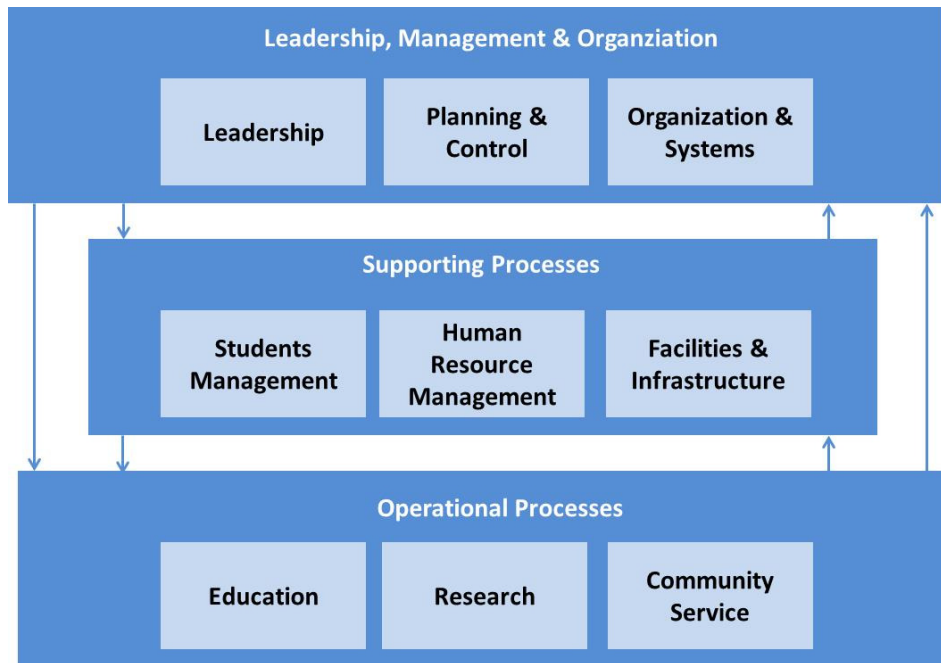 Leadership, Management & Organziation
Leadership
Planning &
Control
Organization &
Systems
Supporting Processes
Students
Management
Human
Resource
Management
Facilities &
Infrastructure
Operational Processes
Education
Research
Community
Service